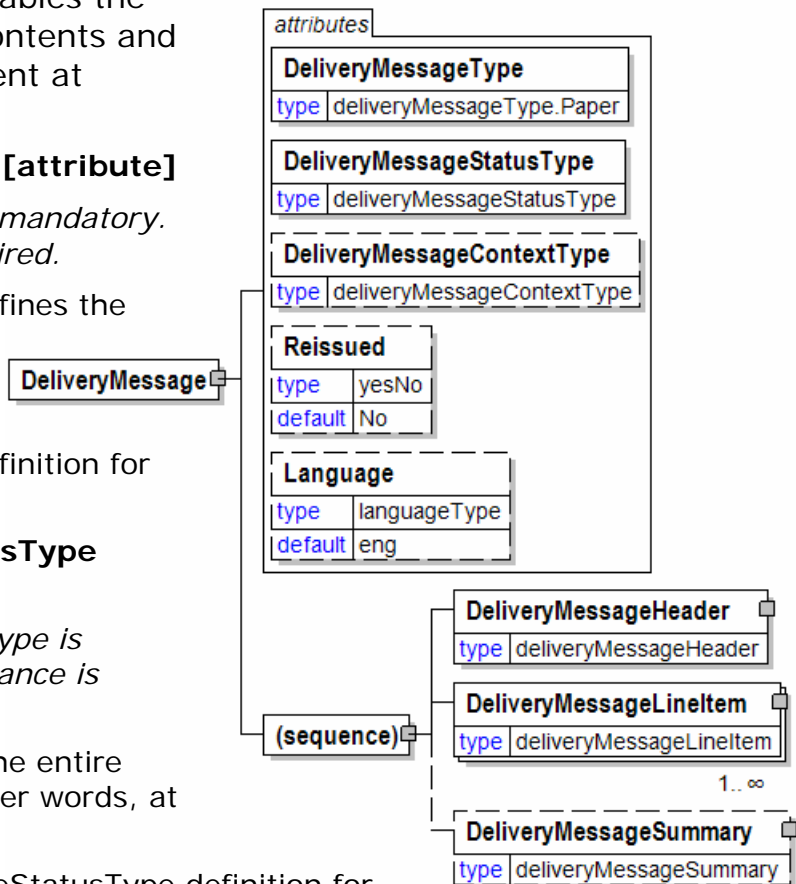 ables the
ontents and
ent at
[attribute]
mandatory.
ired.
fines the
finition for
usType
ype is
ance is
he entire
er words, at
eStatusType definition for
DeliveryMessage
attributes
DeliveryMessageType
type deliveryMessageType.Paper
DeliveryMessageStatusType
type deliveryMessageStatusType
DeliveryMessageContextType
type deliveryMessageContextType
Reissued
type yesNo
default No
Language
type languageType
default eng
(sequence)
DeliveryMessageHeader
type deliveryMessageHeader
DeliveryMessageLineItem
type deliveryMessageLineItem
1..∞
DeliveryMessageSummary
type deliveryMessageSummary